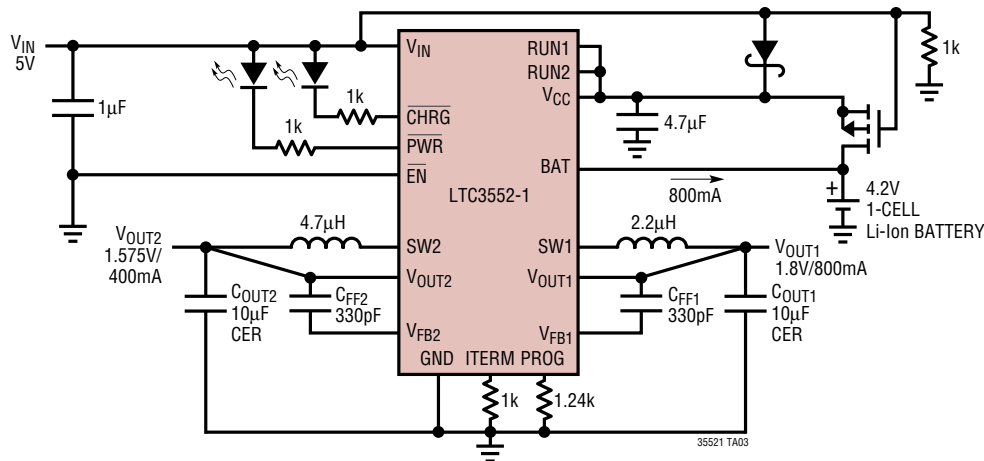 VIN
5V
1µF
1k
1k
VIN
CHRG
PWR
EN
LTC3552-1
RUN1
RUN2
VCC
BAT
4.7µF
1k
800mA
+
4.2V
1-CELL
Li-Ion BATTERY
VOUT2
1.575V/
400mA
4.7µH
SW2
VOUT2
VFB2
COUT2
10µF
CER
CFF2
330pF
SW1
VOUT1
VFB1
2.2µH
VOUT1
1.8V/800mA
CFF1
330pF
COUT1
10µF
CER
GND ITERM PROG
1k
1.24k
35521 TA03